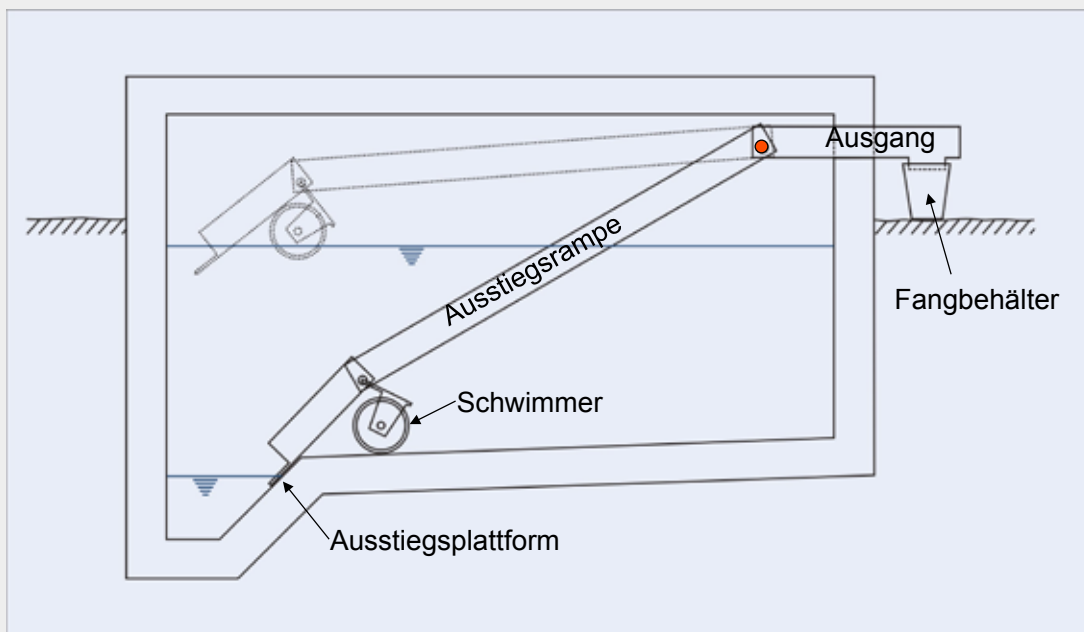 Ausgang
Ausstiegsrampe
Fangbehälter
Schwimmer
Ausstiegsplattform